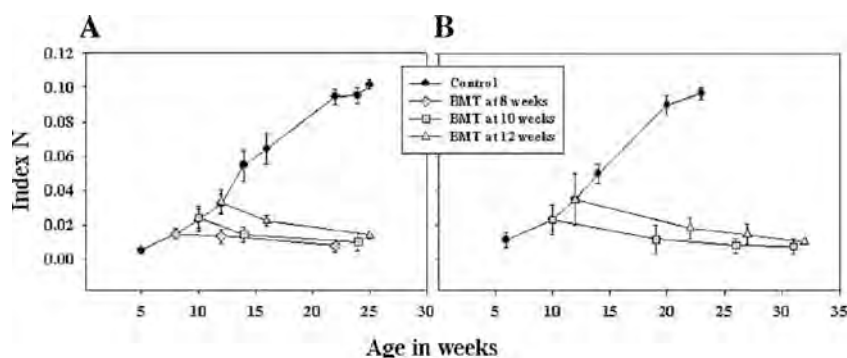 A
B
Index N
0.12
0.10
0.08
0.06
0.04
0.02
0.00
Control
BMT at 8 weeks
BMT at 10 weeks
BMT at 12 weeks
0 5 10 15 20 25 30
0 5 10 15 20 25 30 35
Age in weeks